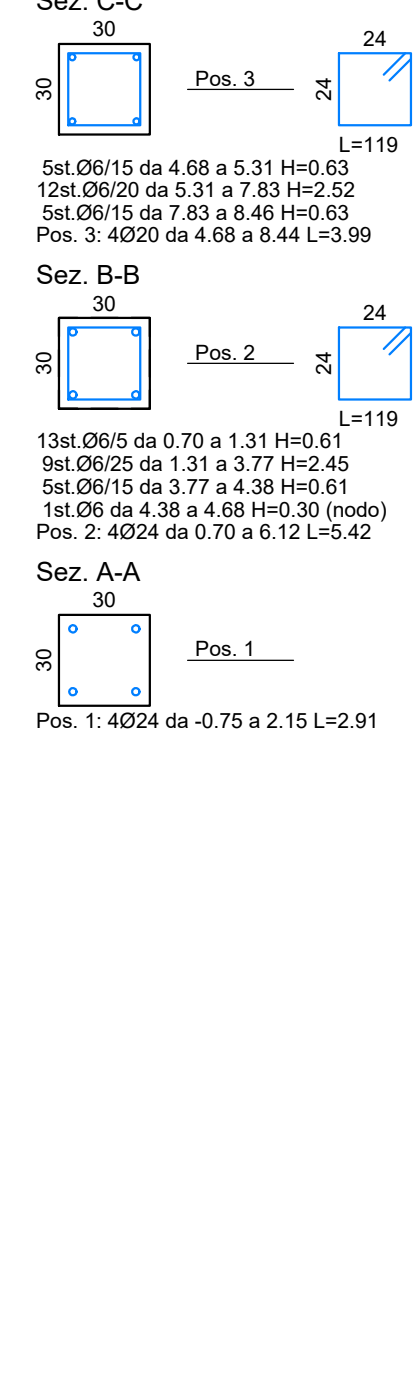 Sez. C-C
30
24
30
Pos. 3
24
L=119
5st.Ø6/15 da 4.68 a 5.31 H=0.63
12st.Ø6/20 da 5.31 a 7.83 H=2.52
5st.Ø6/15 da 7.83 a 8.46 H=0.63
Pos. 3: 4Ø20 da 4.68 a 8.44 L=3.99
Sez. B-B
30
24
30
Pos. 2
24
L=119
13st.Ø6/5 da 0.70 a 1.31 H=0.61
9st.Ø6/25 da 1.31 a 3.77 H=2.45
5st.Ø6/15 da 3.77 a 4.38 H=0.61
1st.Ø6 da 4.38 a 4.68 H=0.30 (nodo)
Pos. 2: 4Ø24 da 0.70 a 6.12 L=5.42
Sez. A-A
30
30
Pos. 1
Pos. 1: 4Ø24 da -0.75 a 2.15 L=2.91